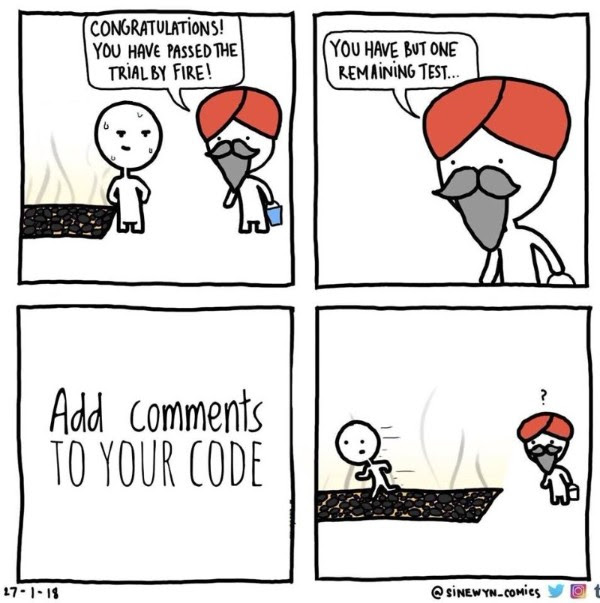 CONGRATULATIONS!
YOU HAVE PASSED THE
TRIAL BY FIRE!
YOU HAVE BUT ONE
REMAINING TEST...
Add comments
TO YOUR CODE
?
27-1-18
@SINEWYN_COMICS
t